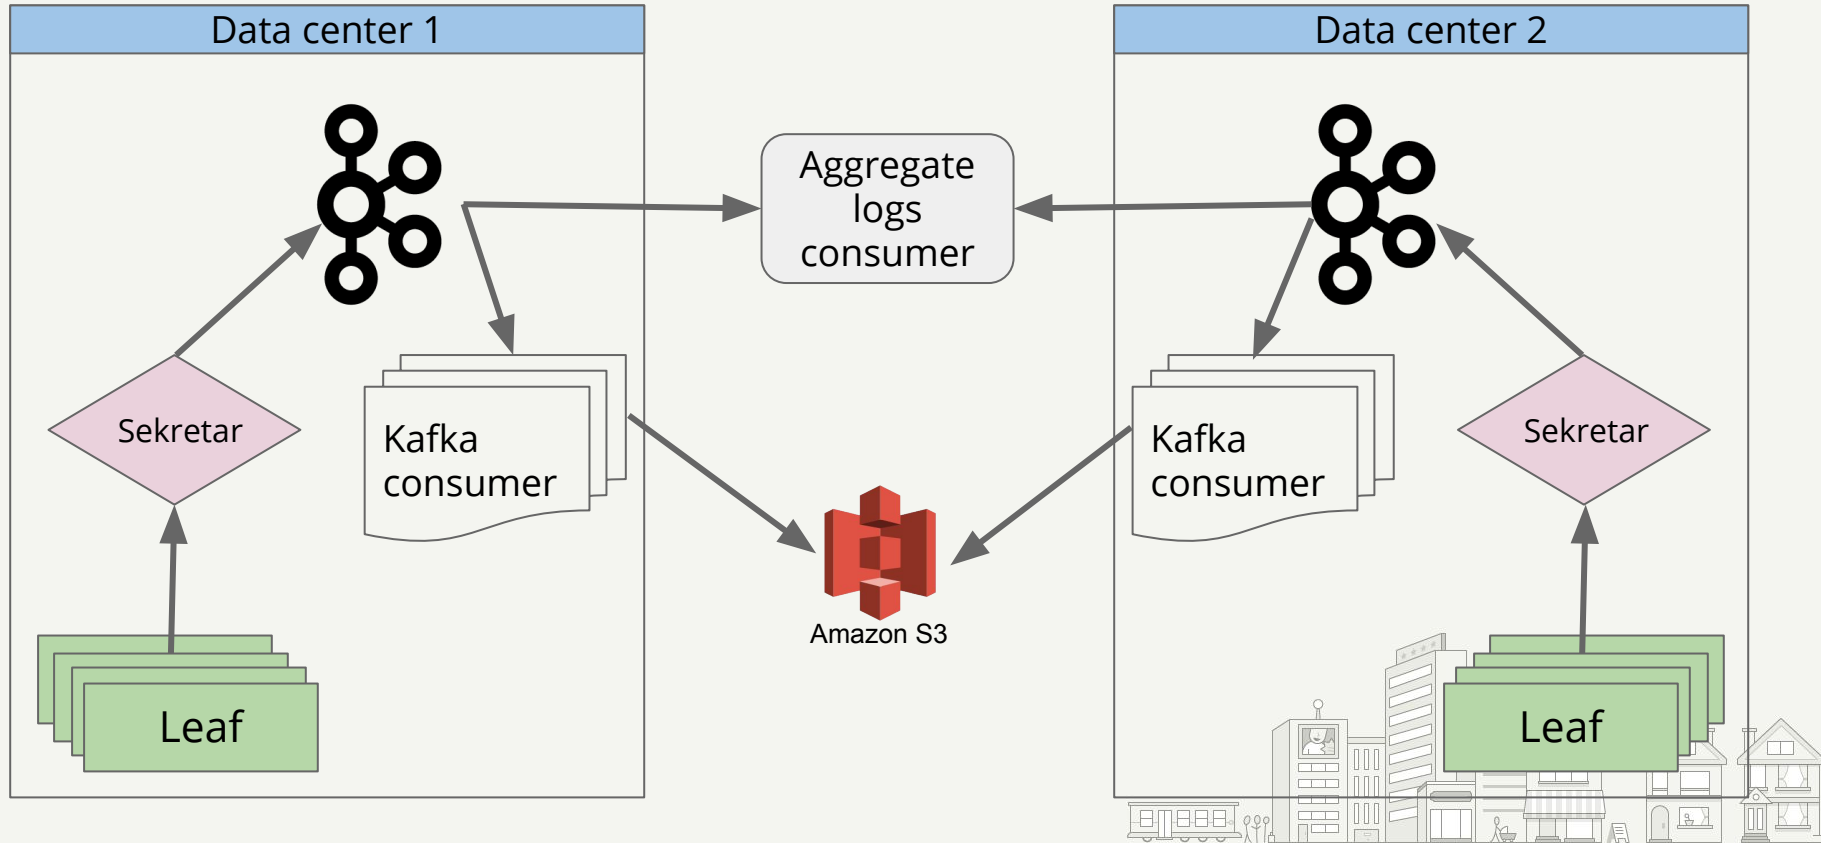 Data center 1
Data center 2
Aggregate
logs
consumer
Sekretar
Kafka
consumer
Kafka
consumer
Sekretar
Amazon S3
Leaf
Leaf